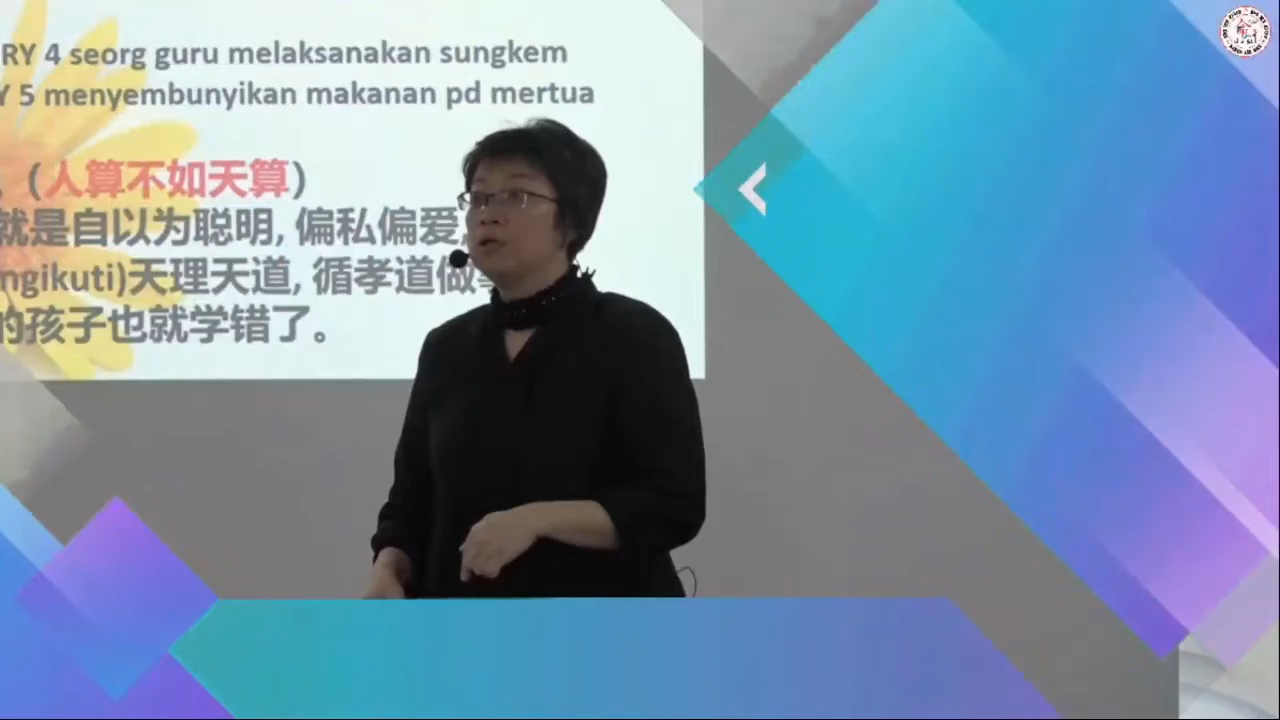 RY 4 seorg guru melaksanakan sungkem
Y 5 menyembunyikan makanan pd mertua
(人算不如天算)
就是自以为聪明, 偏私偏爱,
ngikuti)天理天道, 循孝道做
的孩子也就学错了。